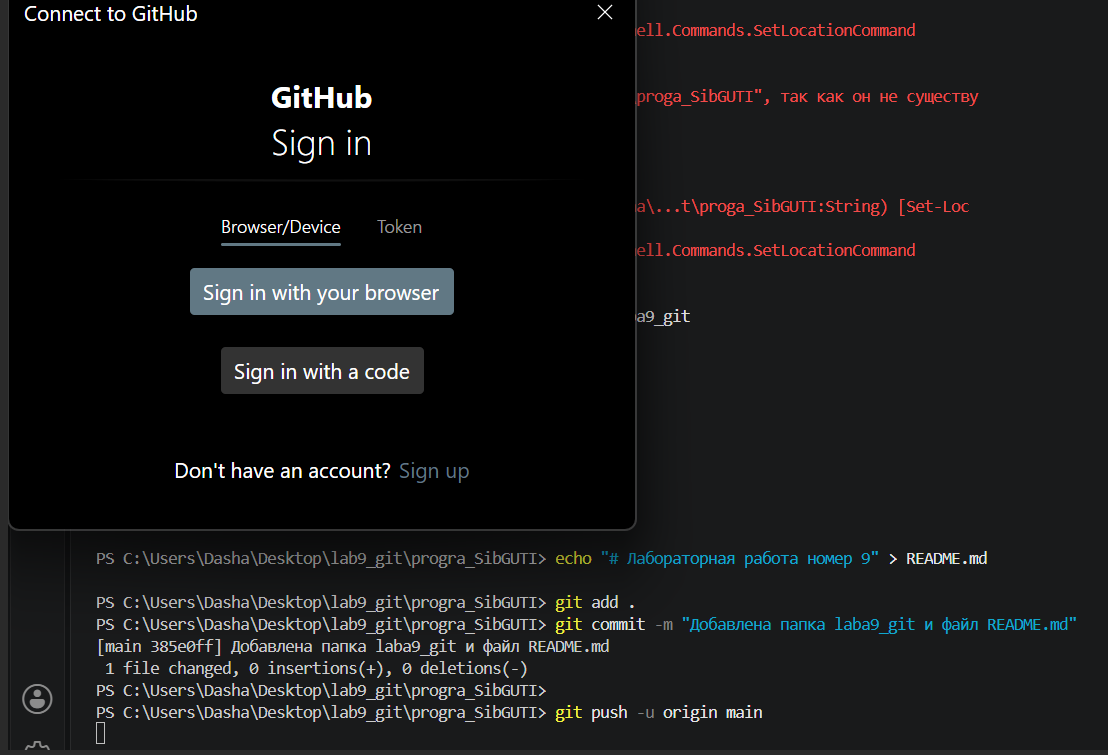 Connect to GitHub
GitHub
Sign in
Browser/Device Token
Sign in with your browser
Sign in with a code
Don't have an account? Sign up
ell.Commands.SetLocationCommand
proga_SibGUTI", так как он не существу
a\...t\proga_SibGUTI:String) [Set-Loc
ell.Commands.SetLocationCommand
a9_git
PS C:\Users\Dasha\Desktop\lab9_git\progra_SibGUTI> echo "# Лабораторная работа номер 9" > README.md
PS C:\Users\Dasha\Desktop\lab9_git\progra_SibGUTI> git add .
PS C:\Users\Dasha\Desktop\lab9_git\progra_SibGUTI> git commit -m "Добавлена папка laba9_git и файл README.md"
[main 385e0ff] Добавлена папка laba9_git и файл README.md
1 file changed, 0 insertions(+), 0 deletions(-)
PS C:\Users\Dasha\Desktop\lab9_git\progra_SibGUTI>
PS C:\Users\Dasha\Desktop\lab9_git\progra_SibGUTI> git push -u origin main